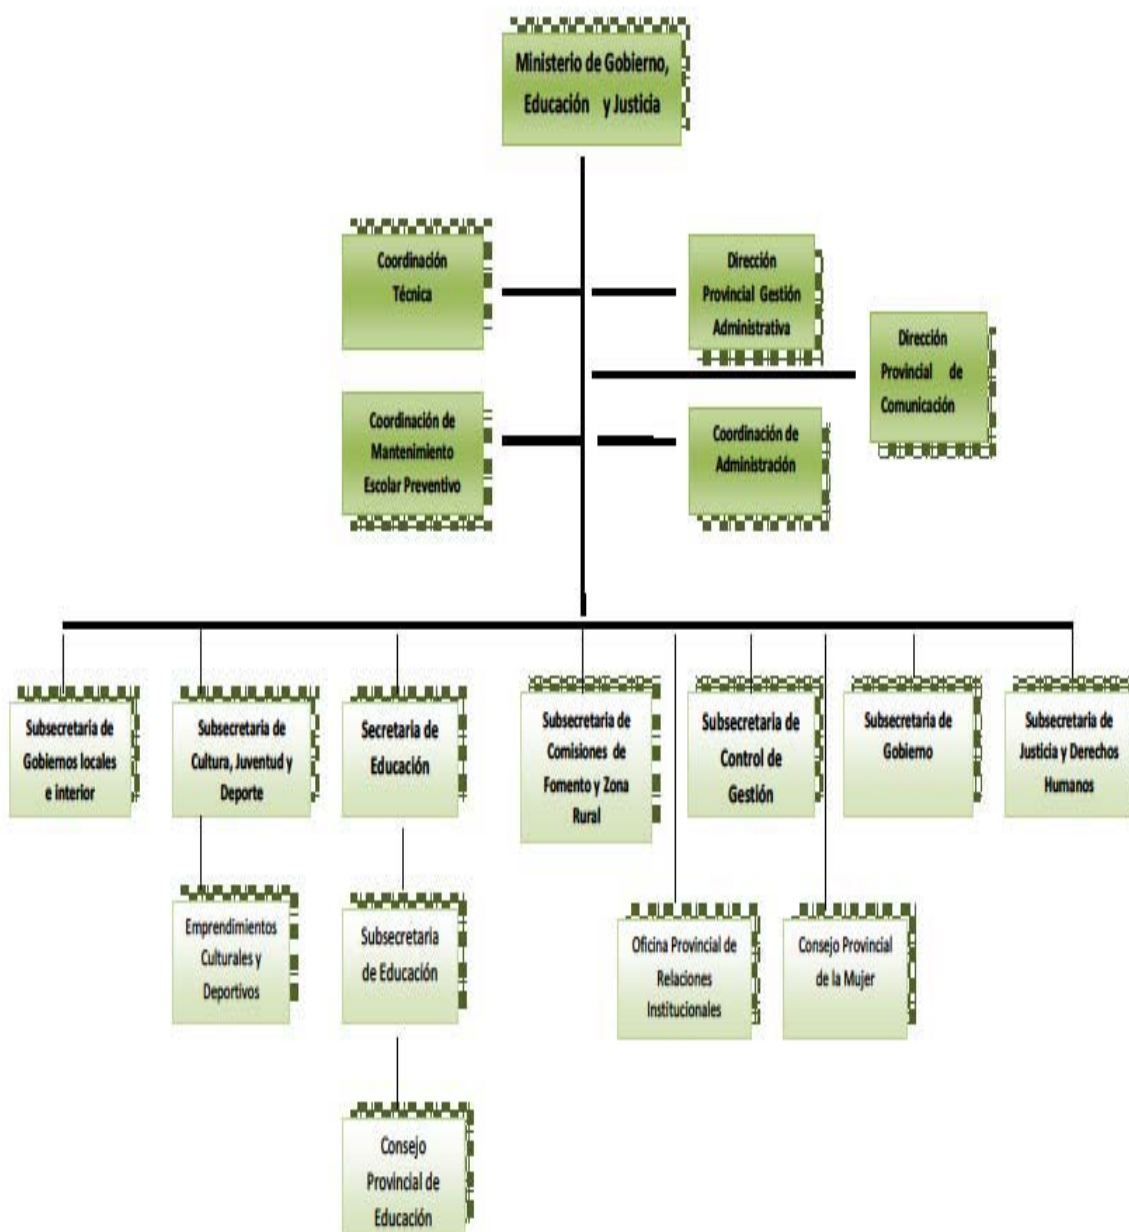 Ministerio de Gobierno,
Educación y Justicia
Coordinación
Técnica
Dirección
Provincial Gestión
Administrativa
Dirección
Provincial de
Comunicación
Coordinación de
Mantenimiento
Escolar Preventivo
Coordinación de
Administración
Subsecretaria de
Gobiernos locales
e interior
Subsecretaria de
Cultura, Juventud y
Deporte
Secretaria de
Educación
Subsecretaria de
Comisiones de
Fomento y Zona
Rural
Subsecretaria de
Control de
Gestión
Subsecretaria de
Gobierno
Subsecretaria de
Justicia y Derechos
Humanos
Emprendimientos
Culturales y
Deportivos
Subsecretaria
de Educación
Oficina Provincial de
Relaciones
Institucionales
Consejo Provincial
de la Mujer
Consejo
Provincial de
Educación